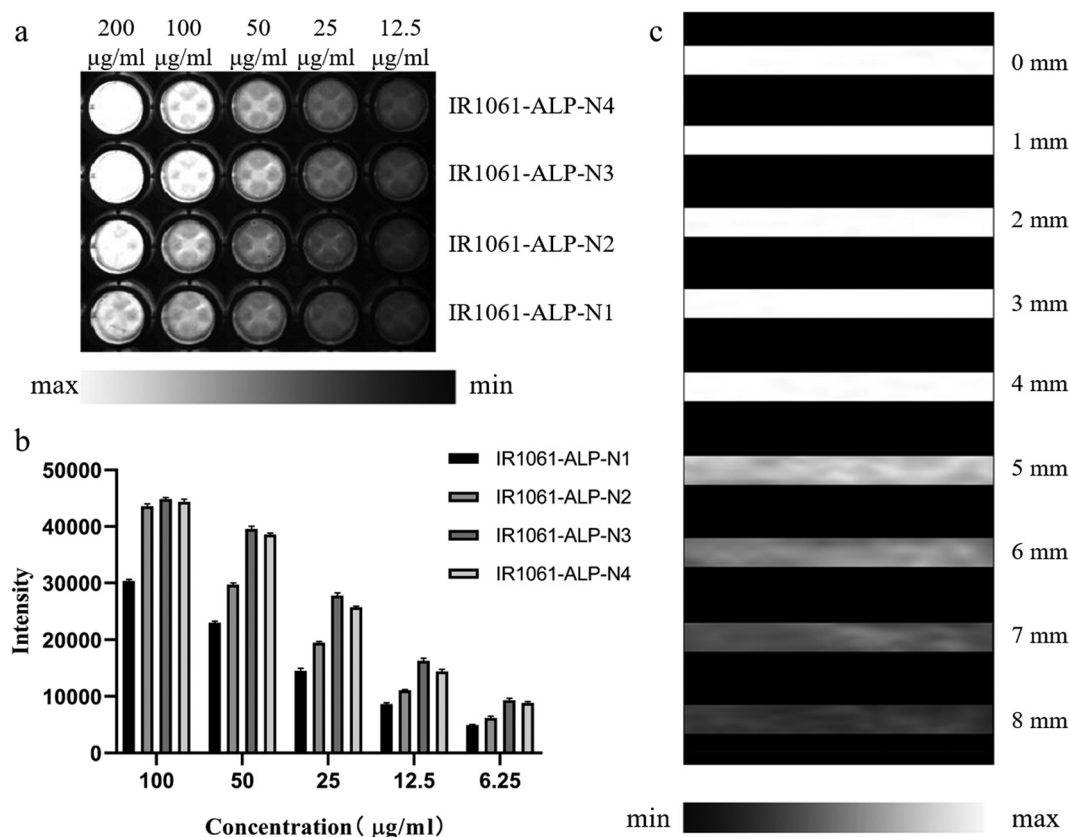 a
200 100 50 25 12.5
μg/ml μg/ml μg/ml μg/ml μg/ml
IR1061-ALP-N4
IR1061-ALP-N3
IR1061-ALP-N2
IR1061-ALP-N1
max min
b
50000
40000
30000
20000
10000
0
Intensity
IR1061-ALP-N1
IR1061-ALP-N2
IR1061-ALP-N3
IR1061-ALP-N4
100 50 25 12.5 6.25
Concentration( μg/ml)
c
0 mm
1 mm
2 mm
3 mm
4 mm
5 mm
6 mm
7 mm
8 mm
min max